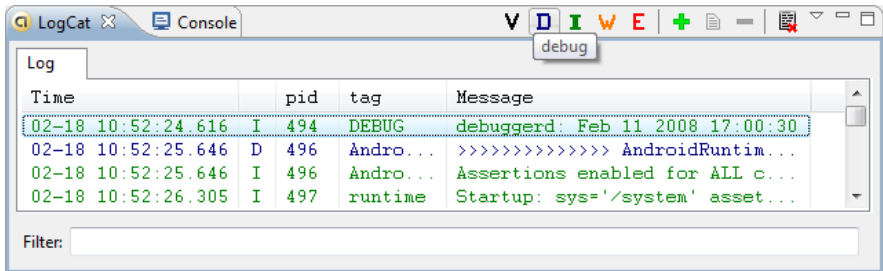 LogCat Console V D I W E
debug
Log
Time pid tag Message
02-18 10:52:24.616 I 494 DEBUG debuggerd: Feb 11 2008 17:00:30
02-18 10:52:25.646 D 496 Andro... >>>>>>>>>>>>>> AndroidRuntim...
02-18 10:52:25.646 I 496 Andro... Assertions enabled for ALL c...
02-18 10:52:26.305 I 497 runtime Startup: sys='/system' asset...
Filter: